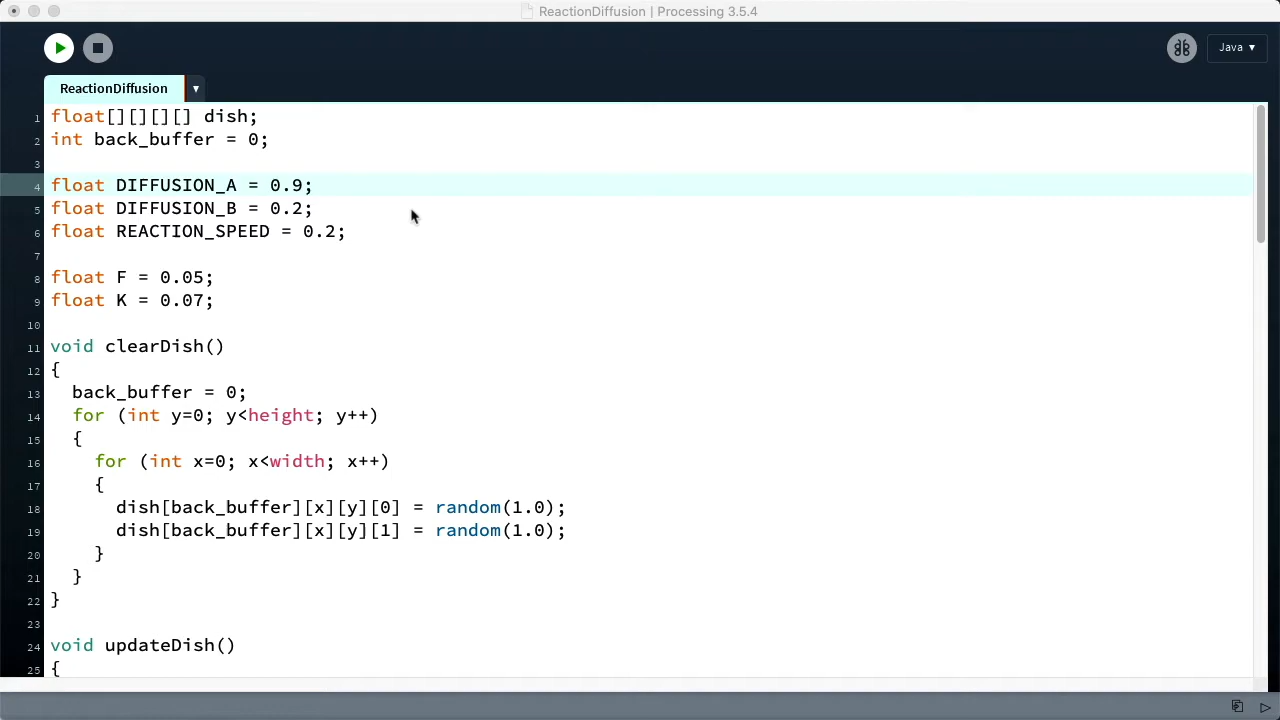 ReactionDiffusion | Processing 3.5.4
Java ▼
ReactionDiffusion ▼
1 float[][][][] dish;
2 int back_buffer = 0;
3
4 float DIFFUSION_A = 0.9;
5 float DIFFUSION_B = 0.2;
6 float REACTION_SPEED = 0.2;
7
8 float F = 0.05;
9 float K = 0.07;
10
11 void clearDish()
12 {
13   back_buffer = 0;
14   for (int y=0; y<height; y++)
15   {
16     for (int x=0; x<width; x++)
17     {
18       dish[back_buffer][x][y][0] = random(1.0);
19       dish[back_buffer][x][y][1] = random(1.0);
20     }
21   }
22 }
23
24 void updateDish()
25 {